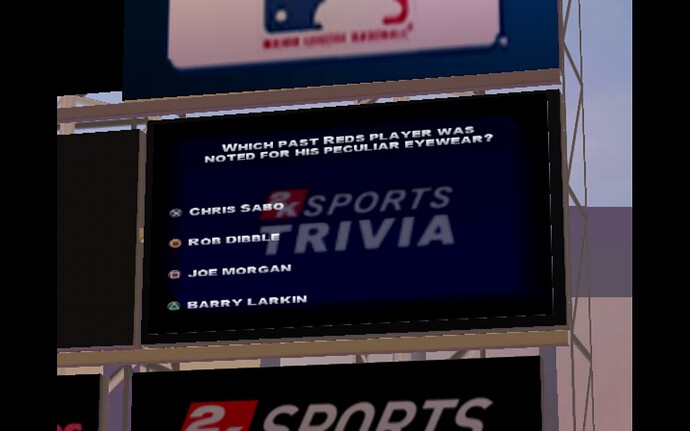 MAJOR LEAGUE BASEBALL
WHICH PAST REDS PLAYER WAS
NOTED FOR HIS PECULIAR EYEWEAR?
2K SPORTS
TRIVIA
CHRIS SABO
ROB DIBBLE
JOE MORGAN
BARRY LARKIN
2K SPORTS